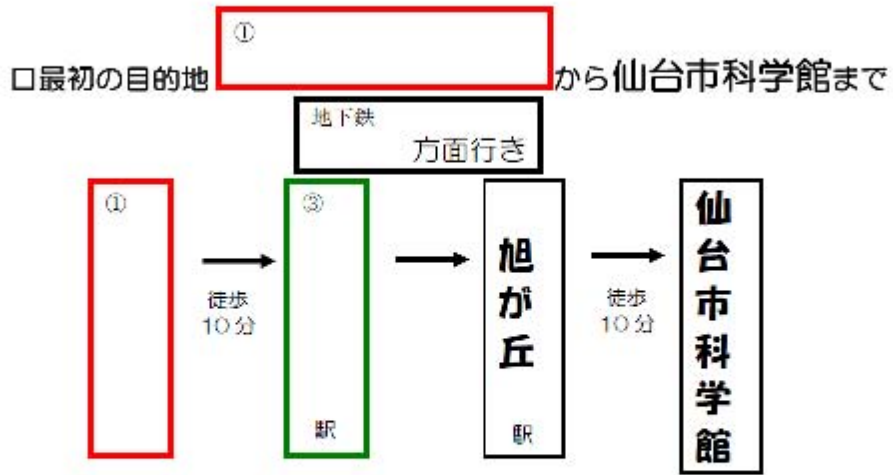 ①
□最初の目的地 から仙台市科学館まで
地下鉄
方面行き
①
徒歩
10分
③
駅
旭が丘
駅
徒歩
10分
仙台市科学館